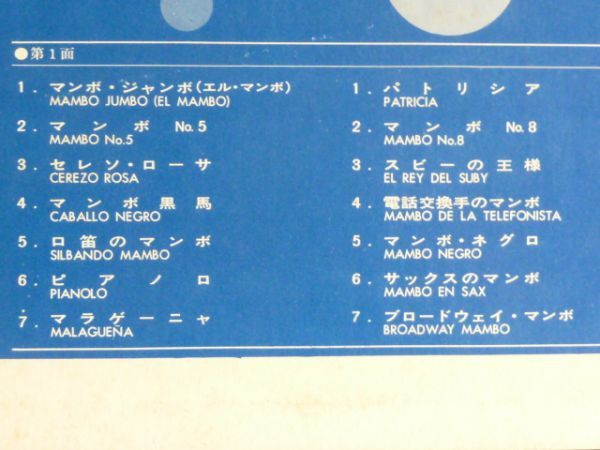 ●第1面
1. マンボ・ジャンボ(エル・マンボ)
MAMBO JUMBO (EL MAMBO)
2. マンボ No.5
MAMBO No.5
3. セレソ・ローサ
CEREZO ROSA
4. マンボ黒馬
CABALLO NEGRO
5. 口笛のマンボ
SILBANDO MAMBO
6. ピアノロ
PIANOLO
7. マラゲーニャ
MALAGUEÑA
1. パトリシア
PATRICIA
2. マンボ No.8
MAMBO No.8
3. スビーの王様
EL REY DEL SUBY
4. 電話交換手のマンボ
MAMBO DE LA TELEFONISTA
5. マンボ・ネグロ
MAMBO NEGRO
6. サックスのマンボ
MAMBO EN SAX
7. ブロードウェイ・マンボ
BROADWAY MAMBO